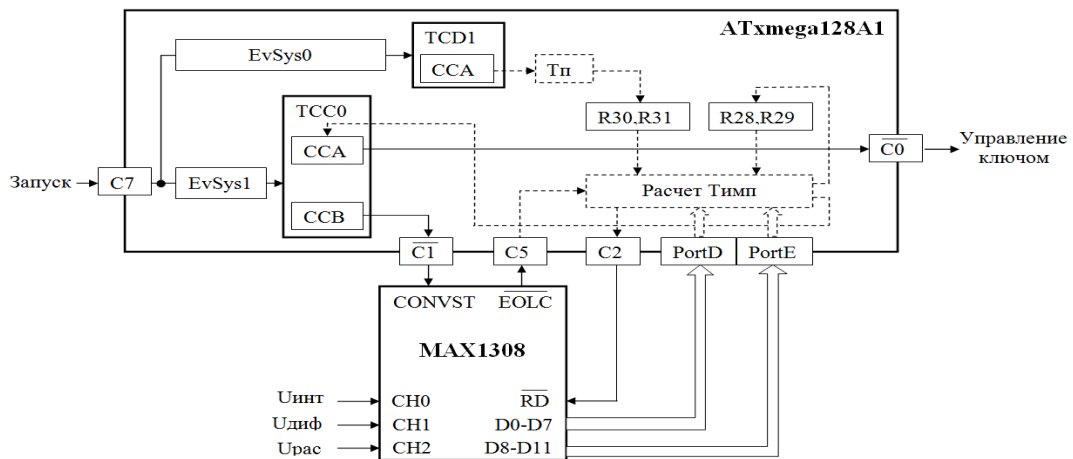 ATxmega128A1
EvSys0
TCD1
CCA
Тп
R30,R31
R28,R29
TCC0
CCA
CCB
Запуск
C7
EvSys1
Расчет Тимп
C0
Управление
ключом
C1
C5
C2
PortD
PortE
CONVST
EOLC
MAX1308
Uинт
CH0
RD
Uдиф
CH1
D0-D7
Uрас
CH2
D8-D11